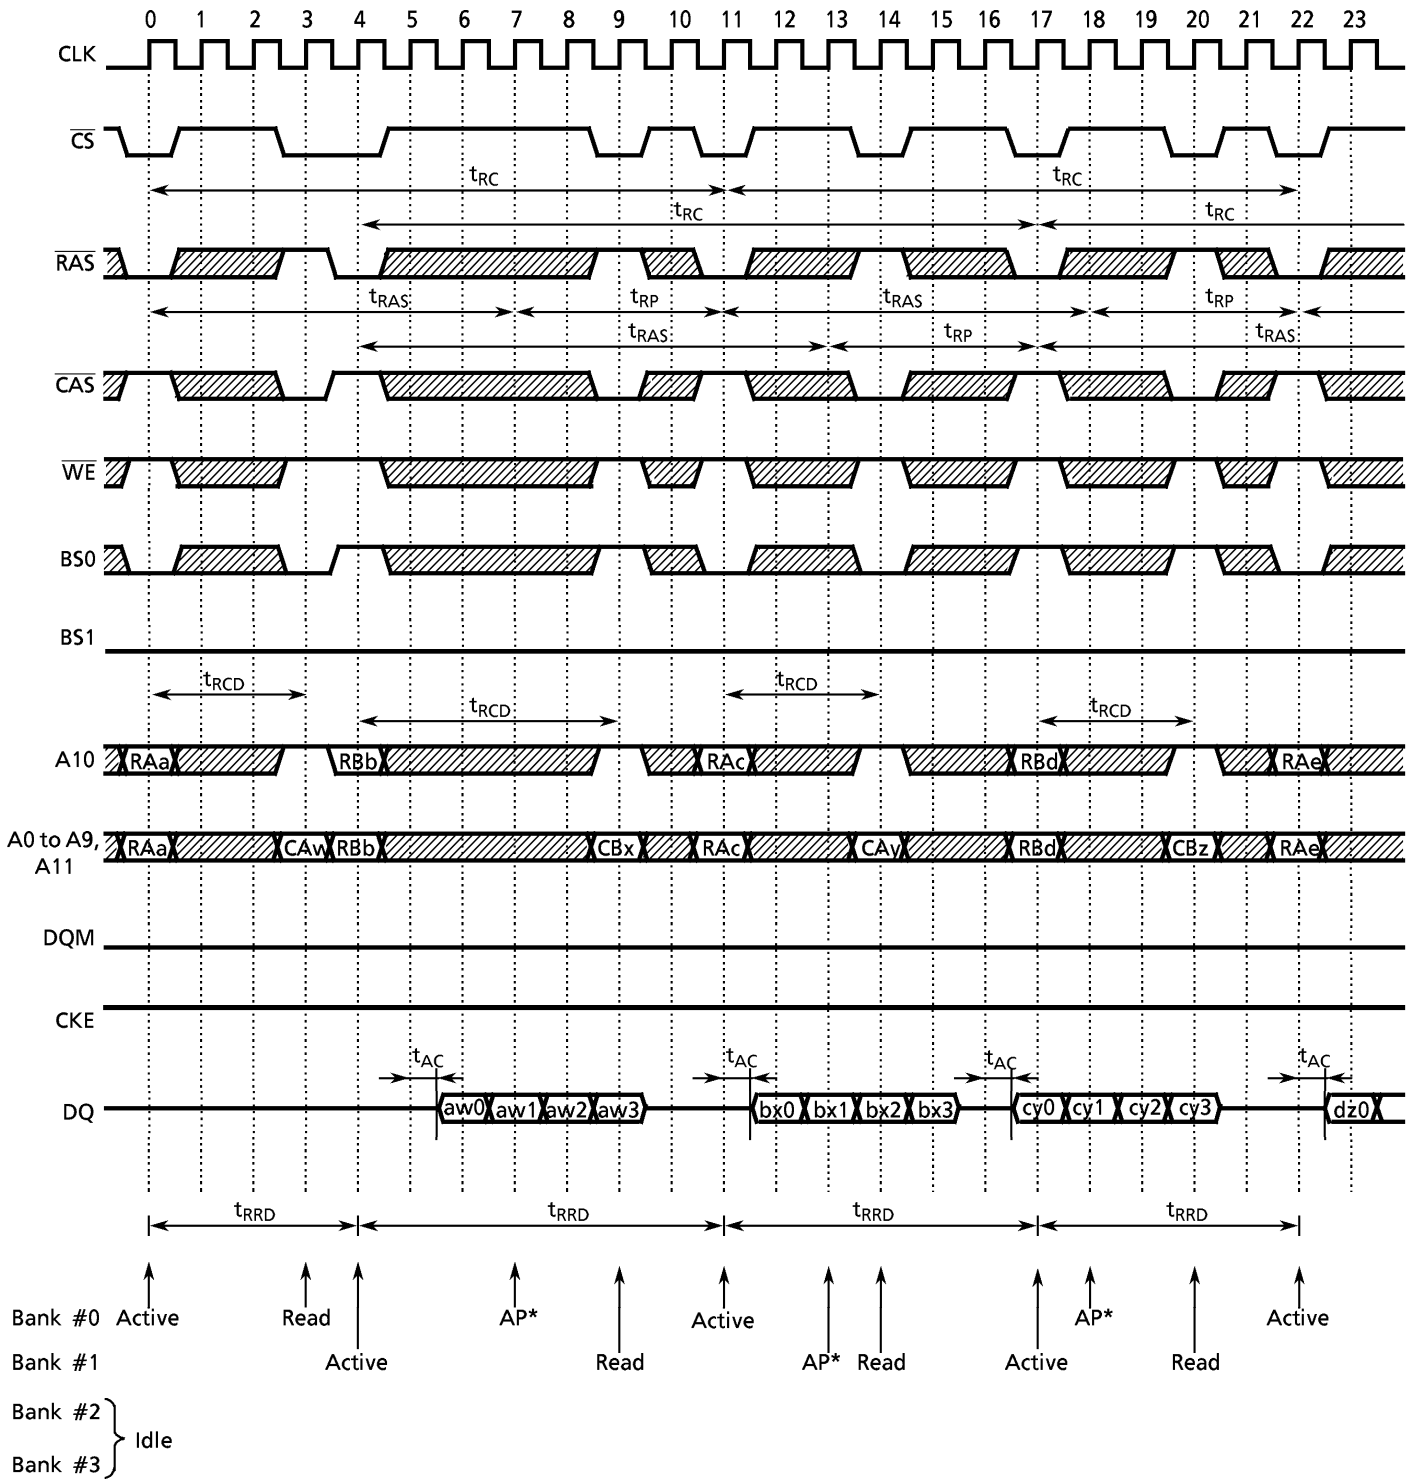 0 1 2 3 4 5 6 7 8 9 10 11 12 13 14 15 16 17 18 19 20 21 22 23
CLK
CS
tRC tRC
tRC tRC
RAS
tRAS tRP tRAS tRP
tRAS tRP tRAS
CAS
WE
BS0
BS1
tRCD tRCD
tRCD tRCD
A10 RAa RBb RAc RBd RAe
A0 to A9,
A11
RAa CAw RBb CBx RAc CAy RBd CBz RAe
DQM
CKE
tAC tAC tAC tAC
DQ aw0 aw1 aw2 aw3 bx0 bx1 bx2 bx3 cy0 cy1 cy2 cy3 dz0
tRRD tRRD tRRD tRRD
Bank #0 Active Read AP* Active AP* Active
Bank #1 Active Read AP* Read Active Read
Bank #2
Idle
Bank #3